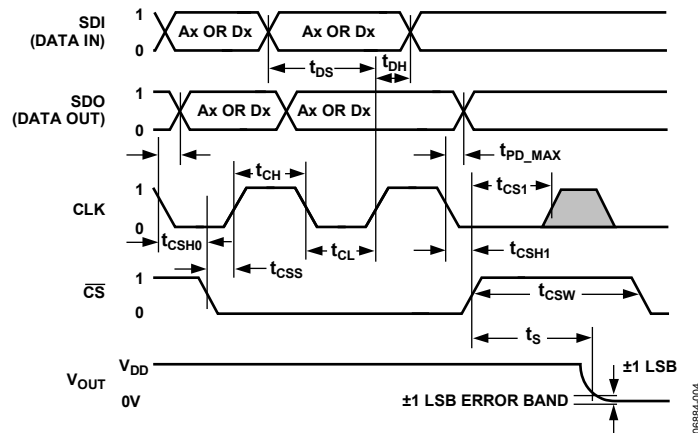 SDI
(DATA IN)
1
0
Ax OR Dx
Ax OR Dx
tDS
tDH
SDO
(DATA OUT)
1
0
Ax OR Dx
Ax OR Dx
tPD_MAX
CLK
1
0
tCH
tCS1
tCSH0
tCL
tCSH1
tCSS
CS
1
0
tCSW
tS
VOUT
VDD
0V
±1 LSB
±1 LSB ERROR BAND
06884-004